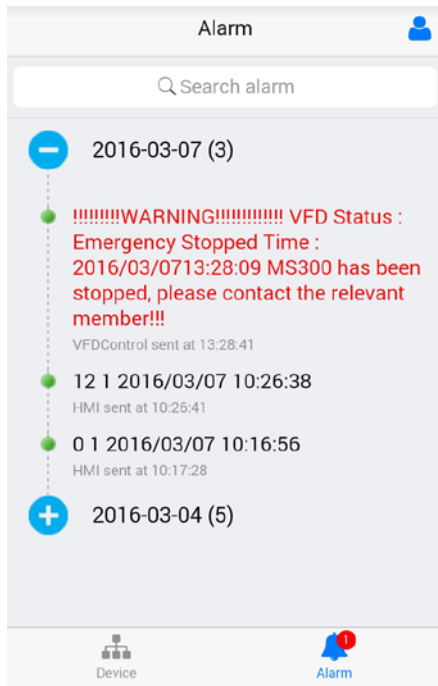 Alarm
Search alarm
2016-03-07 (3)
!!!!!!!!!WARNING!!!!!!!!!!!!! VFD Status :
Emergency Stopped Time :
2016/03/0713:28:09 MS300 has been
stopped, please contact the relevant
member!!!
VFDControl sent at 13:28:41
12 1 2016/03/07 10:26:38
HMI sent at 10:26:41
0 1 2016/03/07 10:16:56
HMI sent at 10:17:28
2016-03-04 (5)
1
Device
Alarm